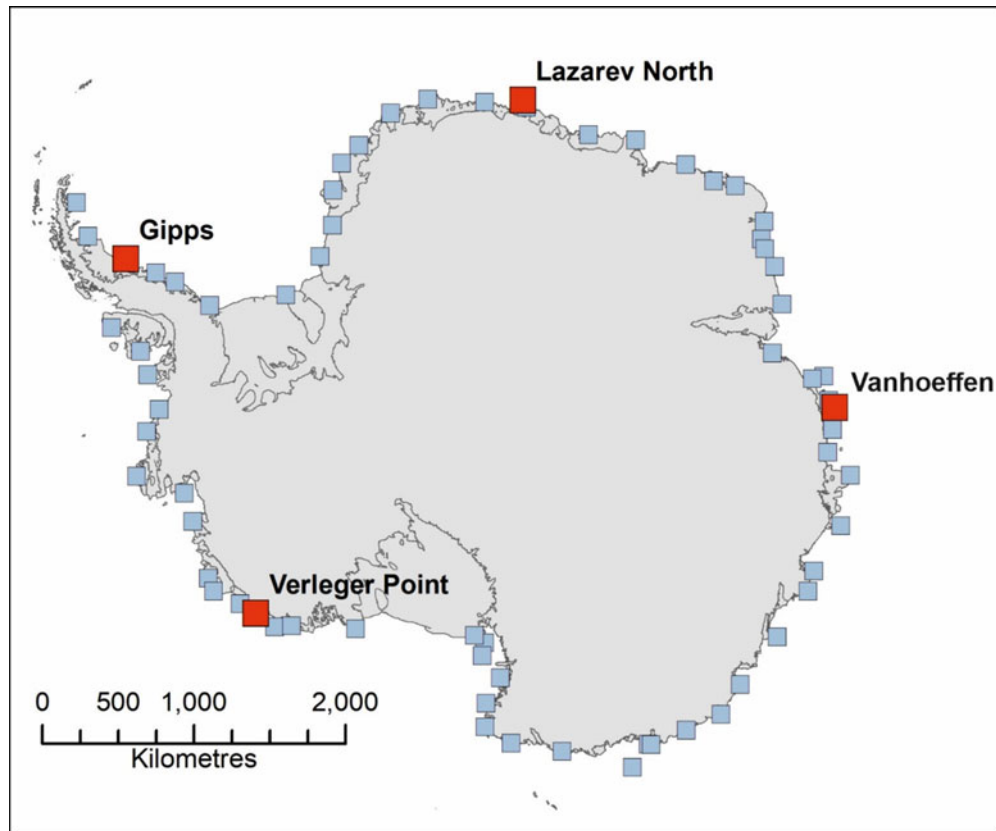 Lazarev North
Gipps
Vanhoeffen
Verleger Point
0 500 1,000 2,000
Kilometres